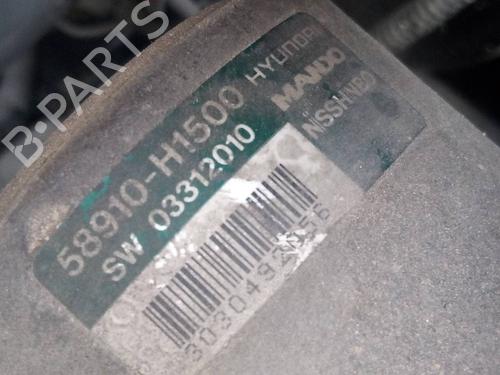 B-PARTS
58910-H1500 HYUNDAI
SW 03312010
MANDO
NISSHINBO